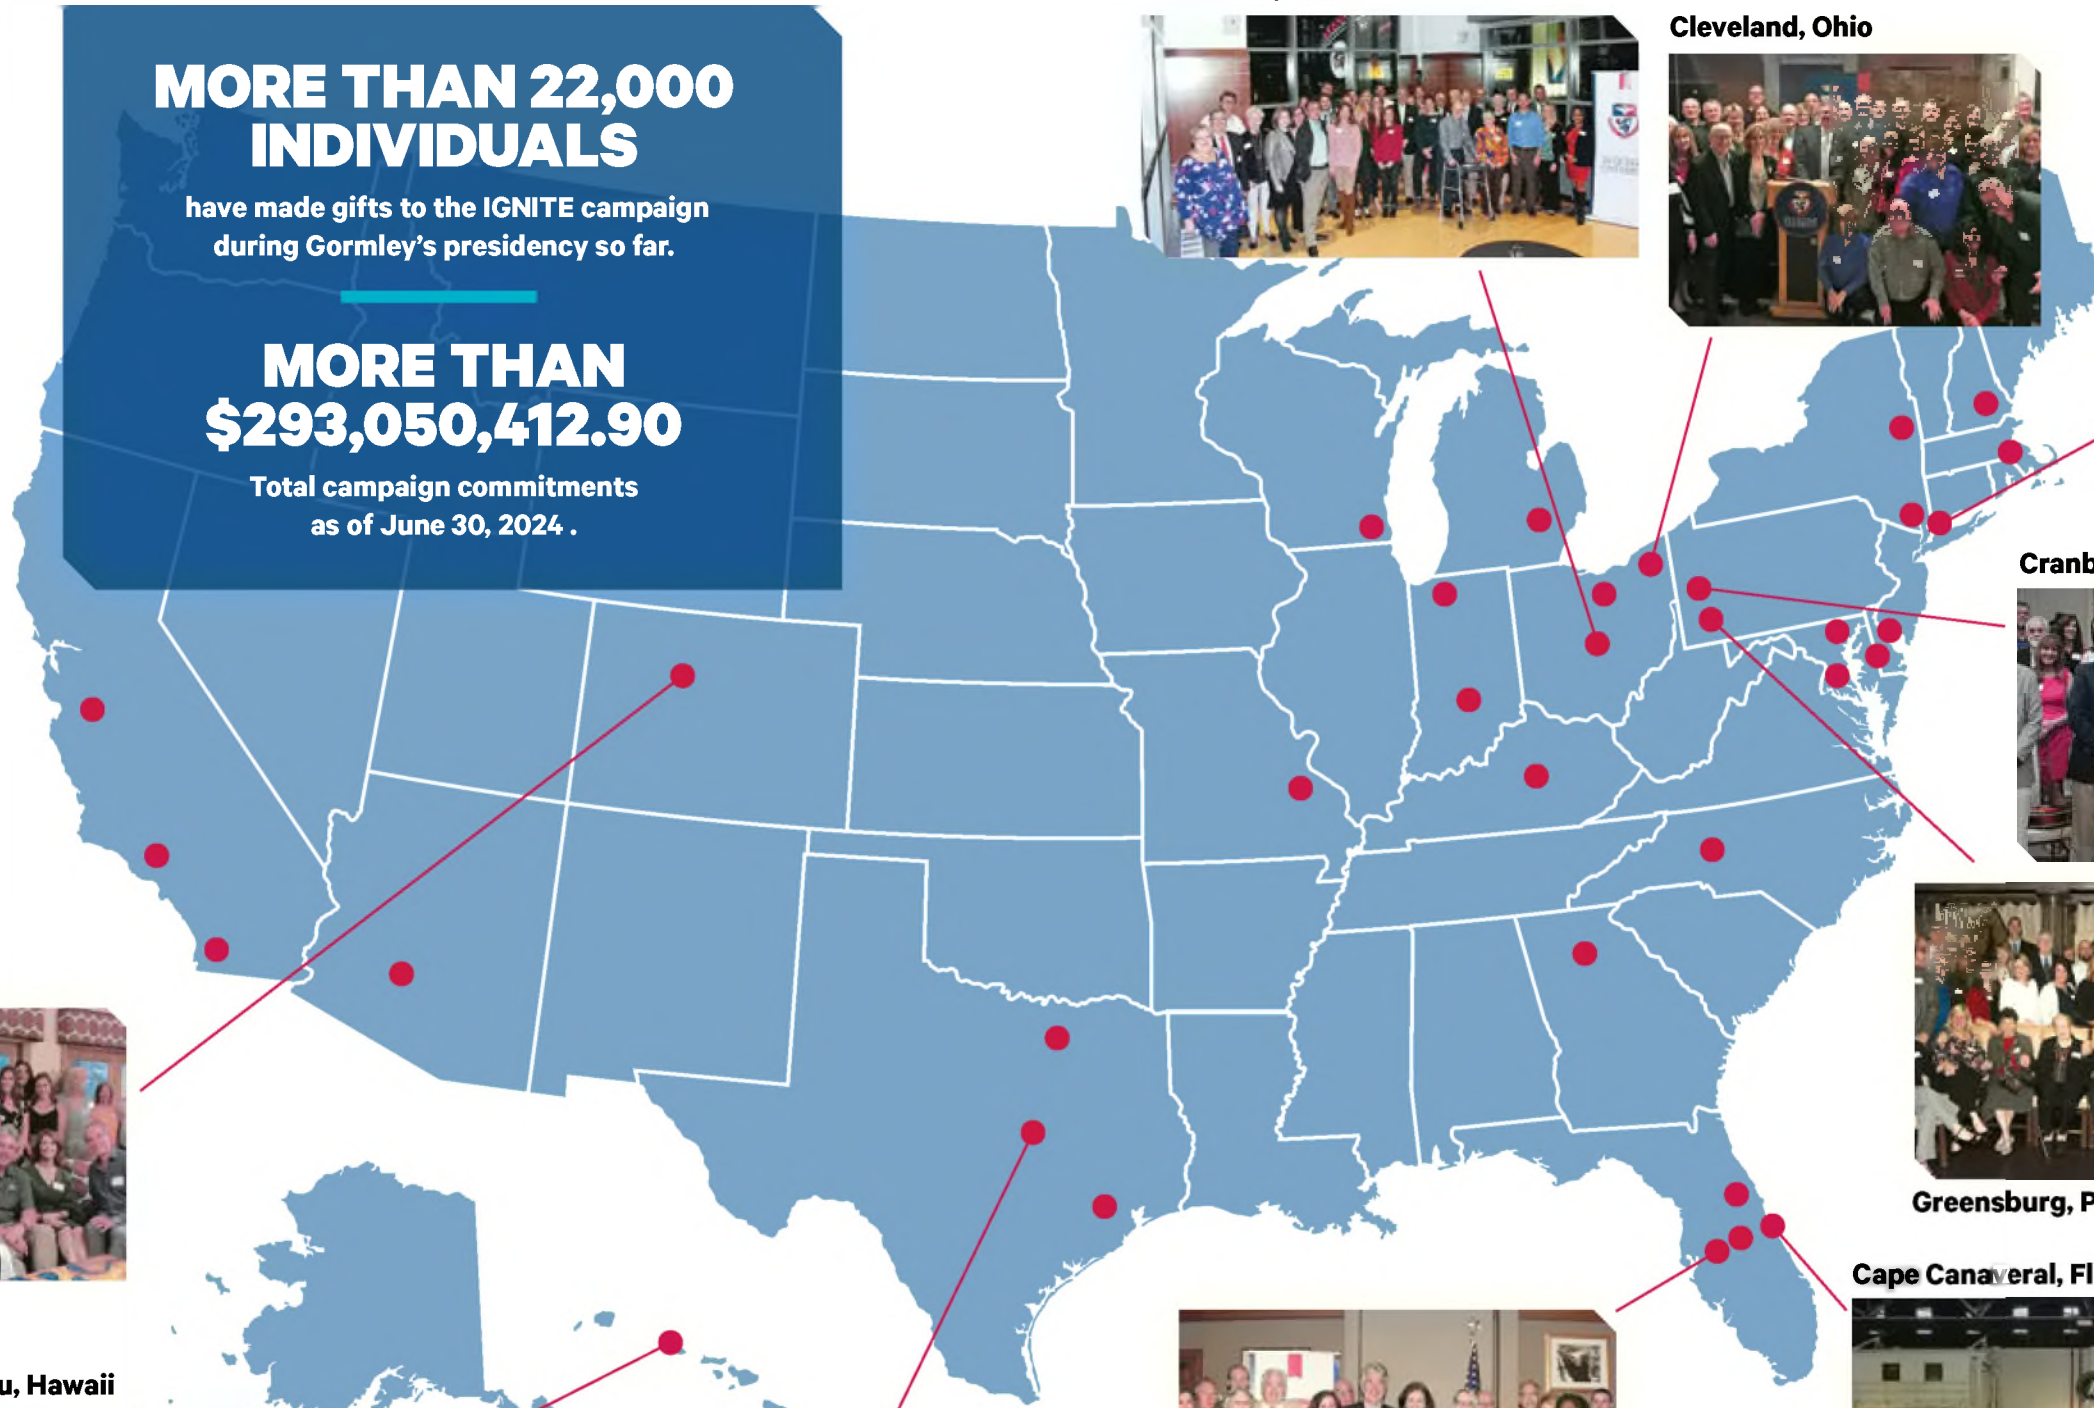 MORE THAN 22,000
INDIVIDUALS
have made gifts to the IGNITE campaign
during Gormley's presidency so far.
MORE THAN
$293,050,412.90
Total campaign commitments
as of June 30, 2024 .
Cleveland, Ohio
Cranb
Greensburg, P
Cape Canaveral, Fl
u, Hawaii